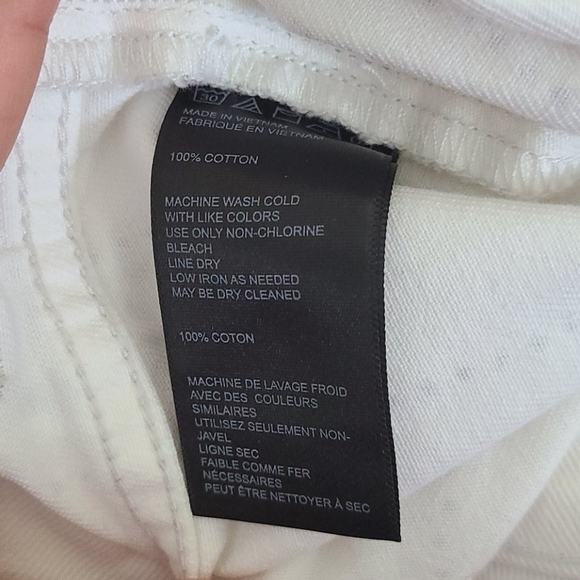 30
MADE IN VIETNAM
FABRIQUÉ EN VIETNAM
100% COTTON
MACHINE WASH COLD
WITH LIKE COLORS
USE ONLY NON-CHLORINE
BLEACH
LINE DRY
LOW IRON AS NEEDED
MAY BE DRY CLEANED
100% COTON
MACHINE DE LAVAGE FROID
AVEC DES COULEURS
SIMILAIRES
UTILISEZ SEULEMENT NON-
JAVEL
LIGNE SEC
FAIBLE COMME FER
NÉCESSAIRES
PEUT ÊTRE NETTOYER À SEC